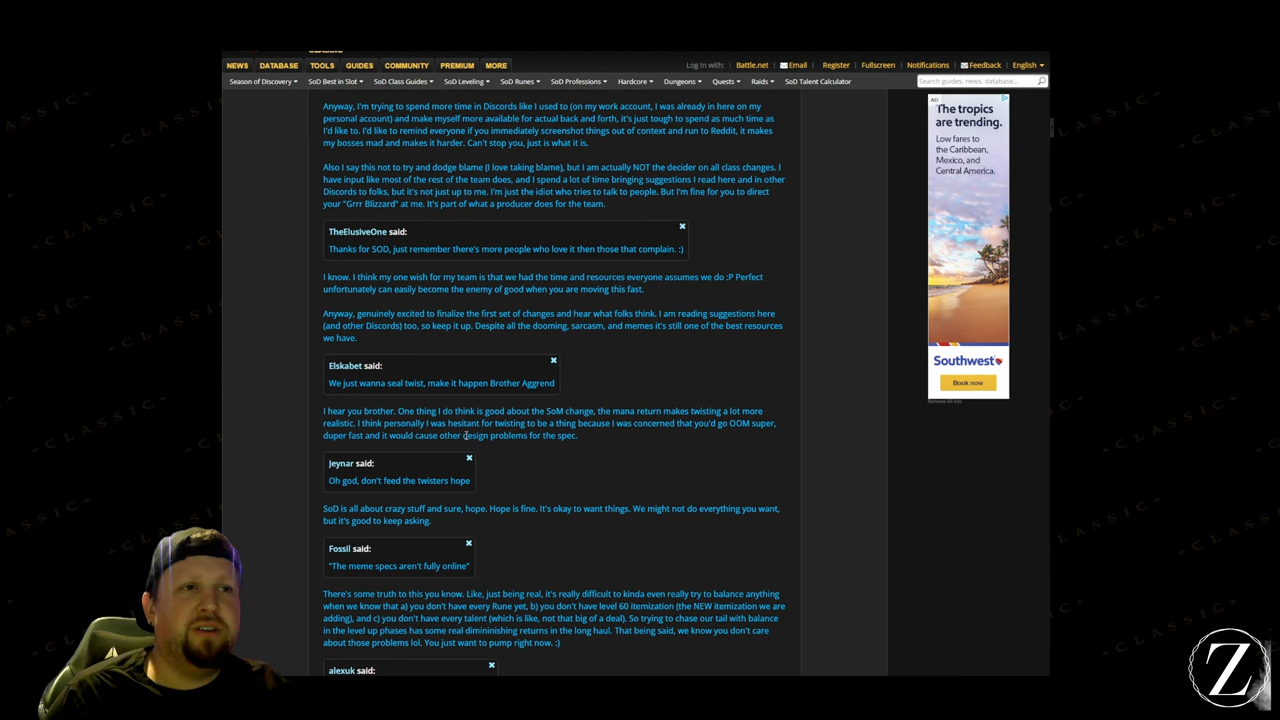 NEWS DATABASE TOOLS GUIDES COMMUNITY PREMIUM MORE Log in with: Battle.net Email Register Fullscreen Notifications Feedback English
Season of Discovery SoD Best in Slot SoD Class Guides SoD Leveling SoD Runes SoD Professions Hardcore Dungeons Quests Raids SoD Talent Calculator Search guides, news, database...
Anyway, I'm trying to spend more time in Discords like I used to (on my work account, I was already in here on my
personal account) and make myself more available for actual back and forth, it's just tough to spend as much time as
I'd like to. I'd like to remind everyone if you immediately screenshot things out of context and run to Reddit, it makes
my bosses mad and makes it harder. Can't stop you, just is what it is.
Also I say this not to try and dodge blame (I love taking blame), but I am actually NOT the decider on all class changes. I
have input like most of the rest of the team does, and I spend a lot of time bringing suggestions I read here and in other
Discords to folks, but it's not just up to me. I'm just the idiot who tries to talk to people. But I'm fine for you to direct
your "Grrr Blizzard" at me. It's part of what a producer does for the team.
TheElusiveOne said:
Thanks for SOD, just remember there's more people who love it then those that complain. :)
I know. I think my one wish for my team is that we had the time and resources everyone assumes we do :P Perfect
unfortunately can easily become the enemy of good when you are moving this fast.
Anyway, genuinely excited to finalize the first set of changes and hear what folks think. I am reading suggestions here
(and other Discords) too, so keep it up. Despite all the dooming, sarcasm, and memes it's still one of the best resources
we have.
Elskabet said:
We just wanna seal twist, make it happen Brother Aggrend
I hear you brother. One thing I do think is good about the SoM change, the mana return makes twisting a lot more
realistic. I think personally I was hesitant for twisting to be a thing because I was concerned that you'd go OOM super,
duper fast and it would cause other design problems for the spec.
Jeynar said:
Oh god, don't feed the twisters hope
SoD is all about crazy stuff and sure, hope. Hope is fine. It's okay to want things. We might not do everything you want,
but it's good to keep asking.
Fossil said:
"The meme specs aren't fully online"
There's some truth to this you know. Like, just being real, it's really difficult to kinda even really try to balance anything
when we know that a) you don't have every Rune yet, b) you don't have level 60 itemization (the NEW itemization we are
adding), and c) you don't have every talent (which is like, not that big of a deal). So trying to chase our tail with balance
in the level up phases has some real dimininshing returns in the long haul. That being said, we know you don't care
about those problems lol. You just want to pump right now. :)
alexuk said:
AD
The tropics
are trending.
Low fares to
the Caribbean,
Mexico, and
Central America.
Southwest
Book now
Remove All Ads
Z